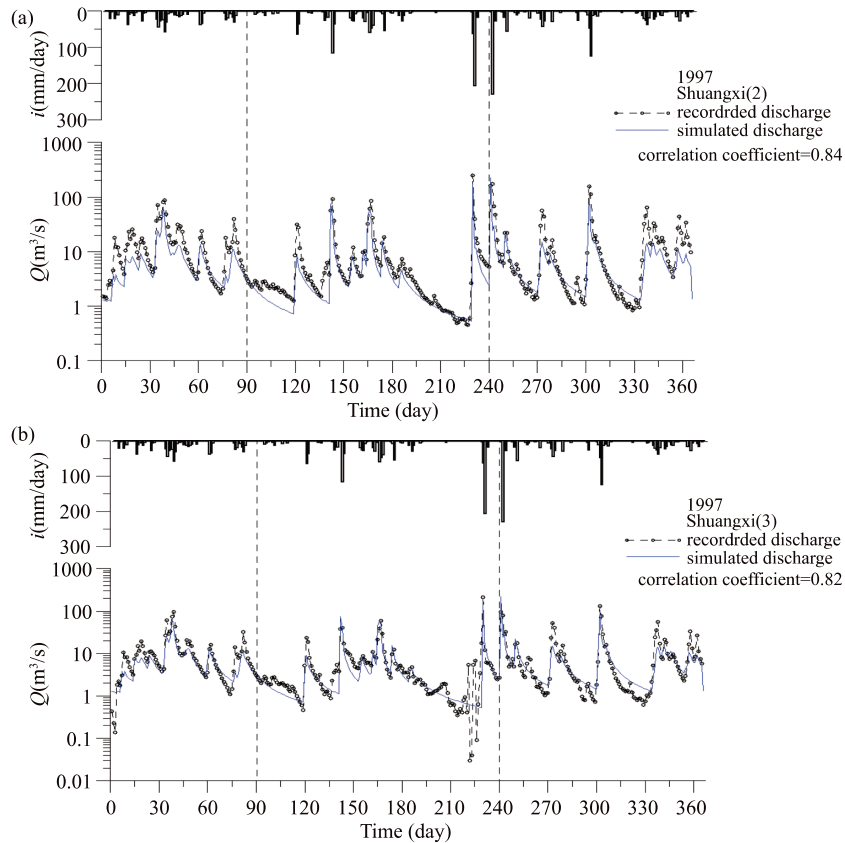 (a)
0
100
200
300
i(mm/day)
1997
Shuangxi(2)
recordrded discharge
simulated discharge
correlation coefficient=0.84
1000
100
10
1
0.1
Q(m³/s)
0 30 60 90 120 150 180 210 240 270 300 330 360
Time (day)
(b)
0
100
200
300
i(mm/day)
1997
Shuangxi(3)
recordrded discharge
simulated discharge
correlation coefficient=0.82
1000
100
10
1
0.1
0.01
Q(m³/s)
0 30 60 90 120 150 180 210 240 270 300 330 360
Time (day)